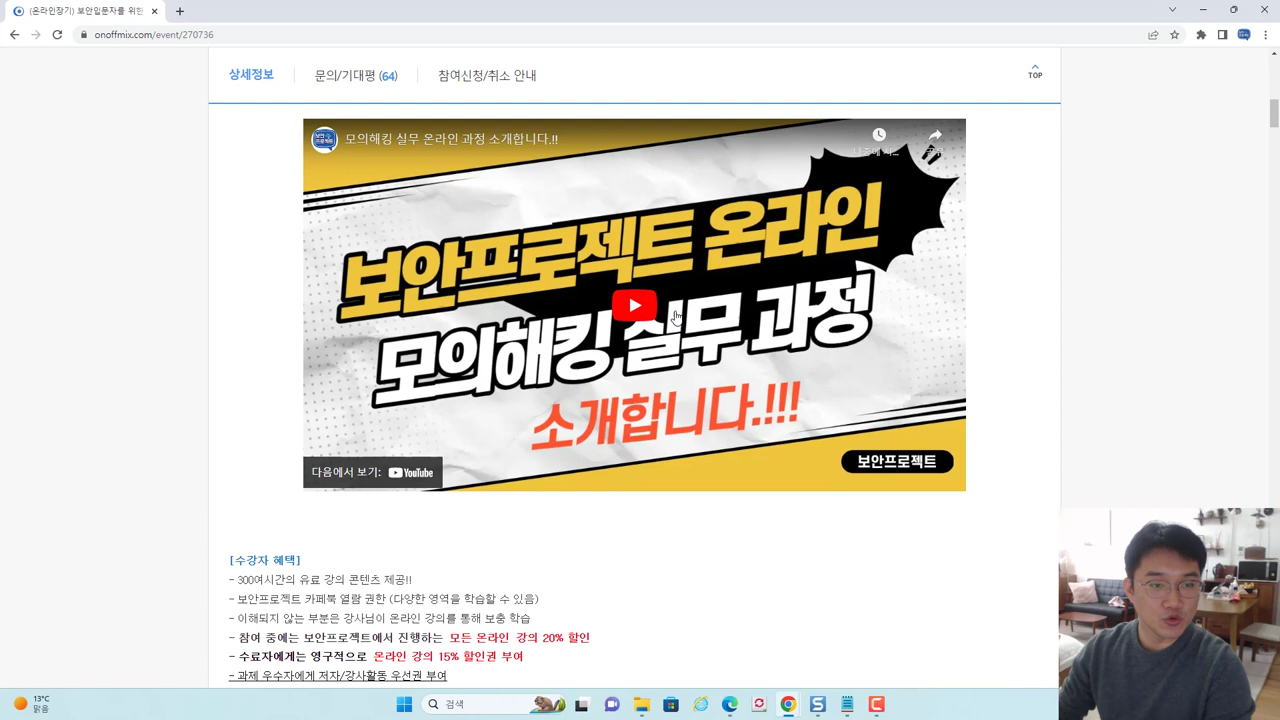 (온라인장기) 보안입문자를 위한
onoffmix.com/event/270736
상세정보
문의/기대평 (64)
참여신청/취소 안내
TOP
모의해킹 실무 온라인 과정 소개합니다.!!
보안프로젝트 온라인
모의해킹 실무 과정
소개합니다.!!!
다음에서 보기: YouTube
보안프로젝트
[수강자 혜택]
- 300여시간의 유료 강의 콘텐츠 제공!!
- 보안프로젝트 카페북 열람 권한 (다양한 영역을 학습할 수 있음)
- 이해되지 않는 부분은 강사님이 온라인 강의를 통해 보충 학습
- 참여 중에는 보안프로젝트에서 진행하는 모든 온라인 강의 20% 할인
- 수료자에게는 영구적으로 온라인 강의 15% 할인권 부여
- 과제 우수자에게 저자/강사활동 우선권 부여
13°C
맑음
검색